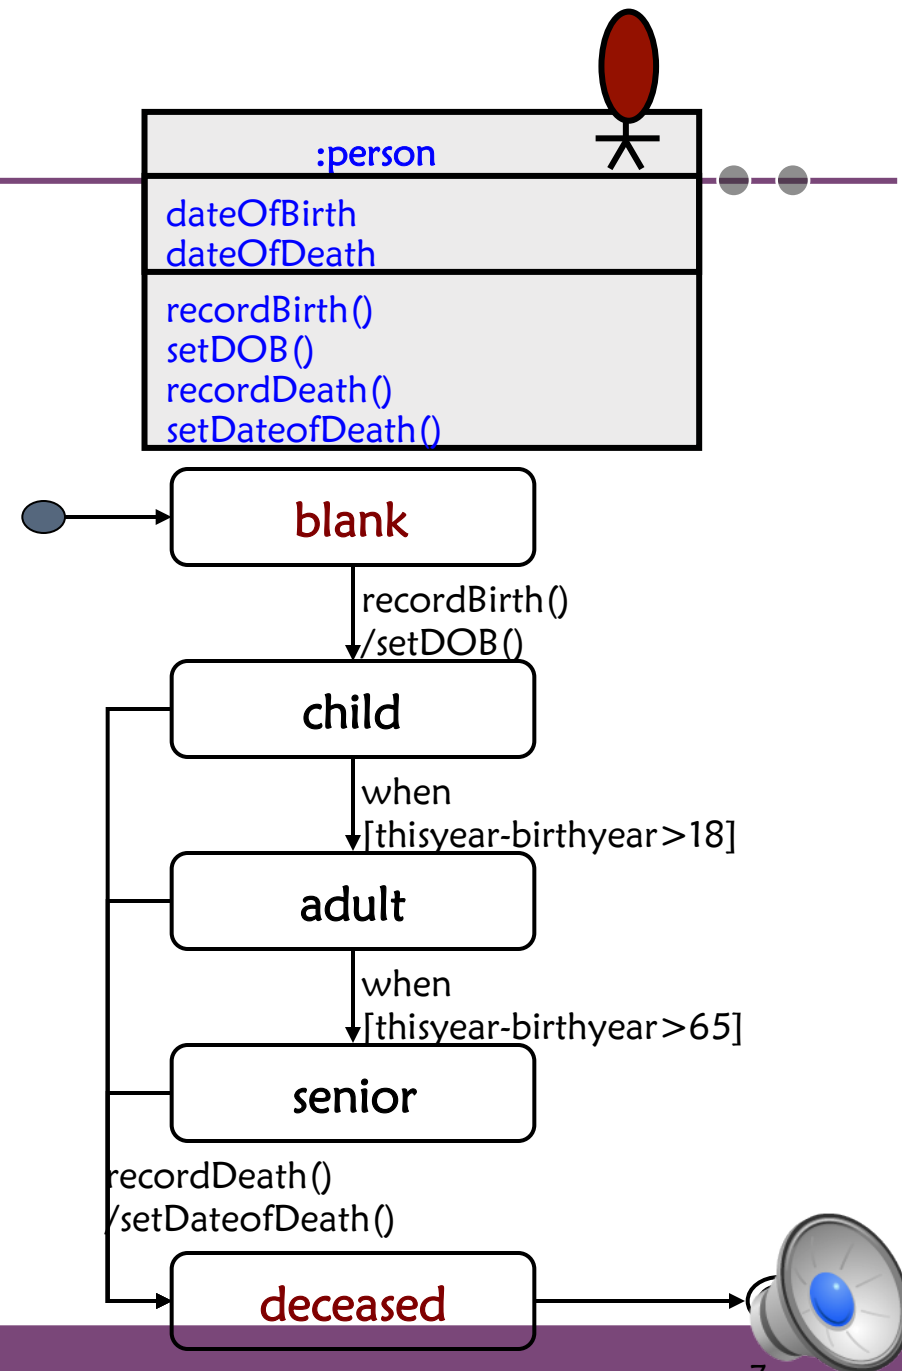 :person
dateOfBirth
dateOfDeath
recordBirth()
setDOB()
recordDeath()
setDateofDeath()
blank
recordBirth()
/setDOB()
child
when
[thisyear-birthyear>18]
adult
when
[thisyear-birthyear>65]
senior
recordDeath()
/setDateofDeath()
deceased